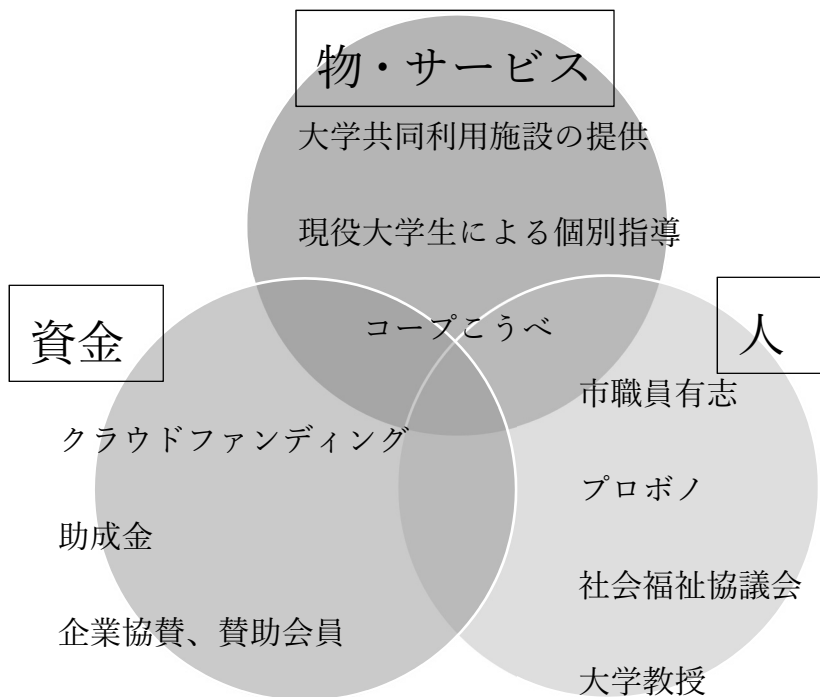 物・サービス
大学共同利用施設の提供
現役大学生による個別指導
コープこうべ
資金
クラウドファンディング
助成金
企業協賛、賛助会員
人
市職員有志
プロボノ
社会福祉協議会
大学教授